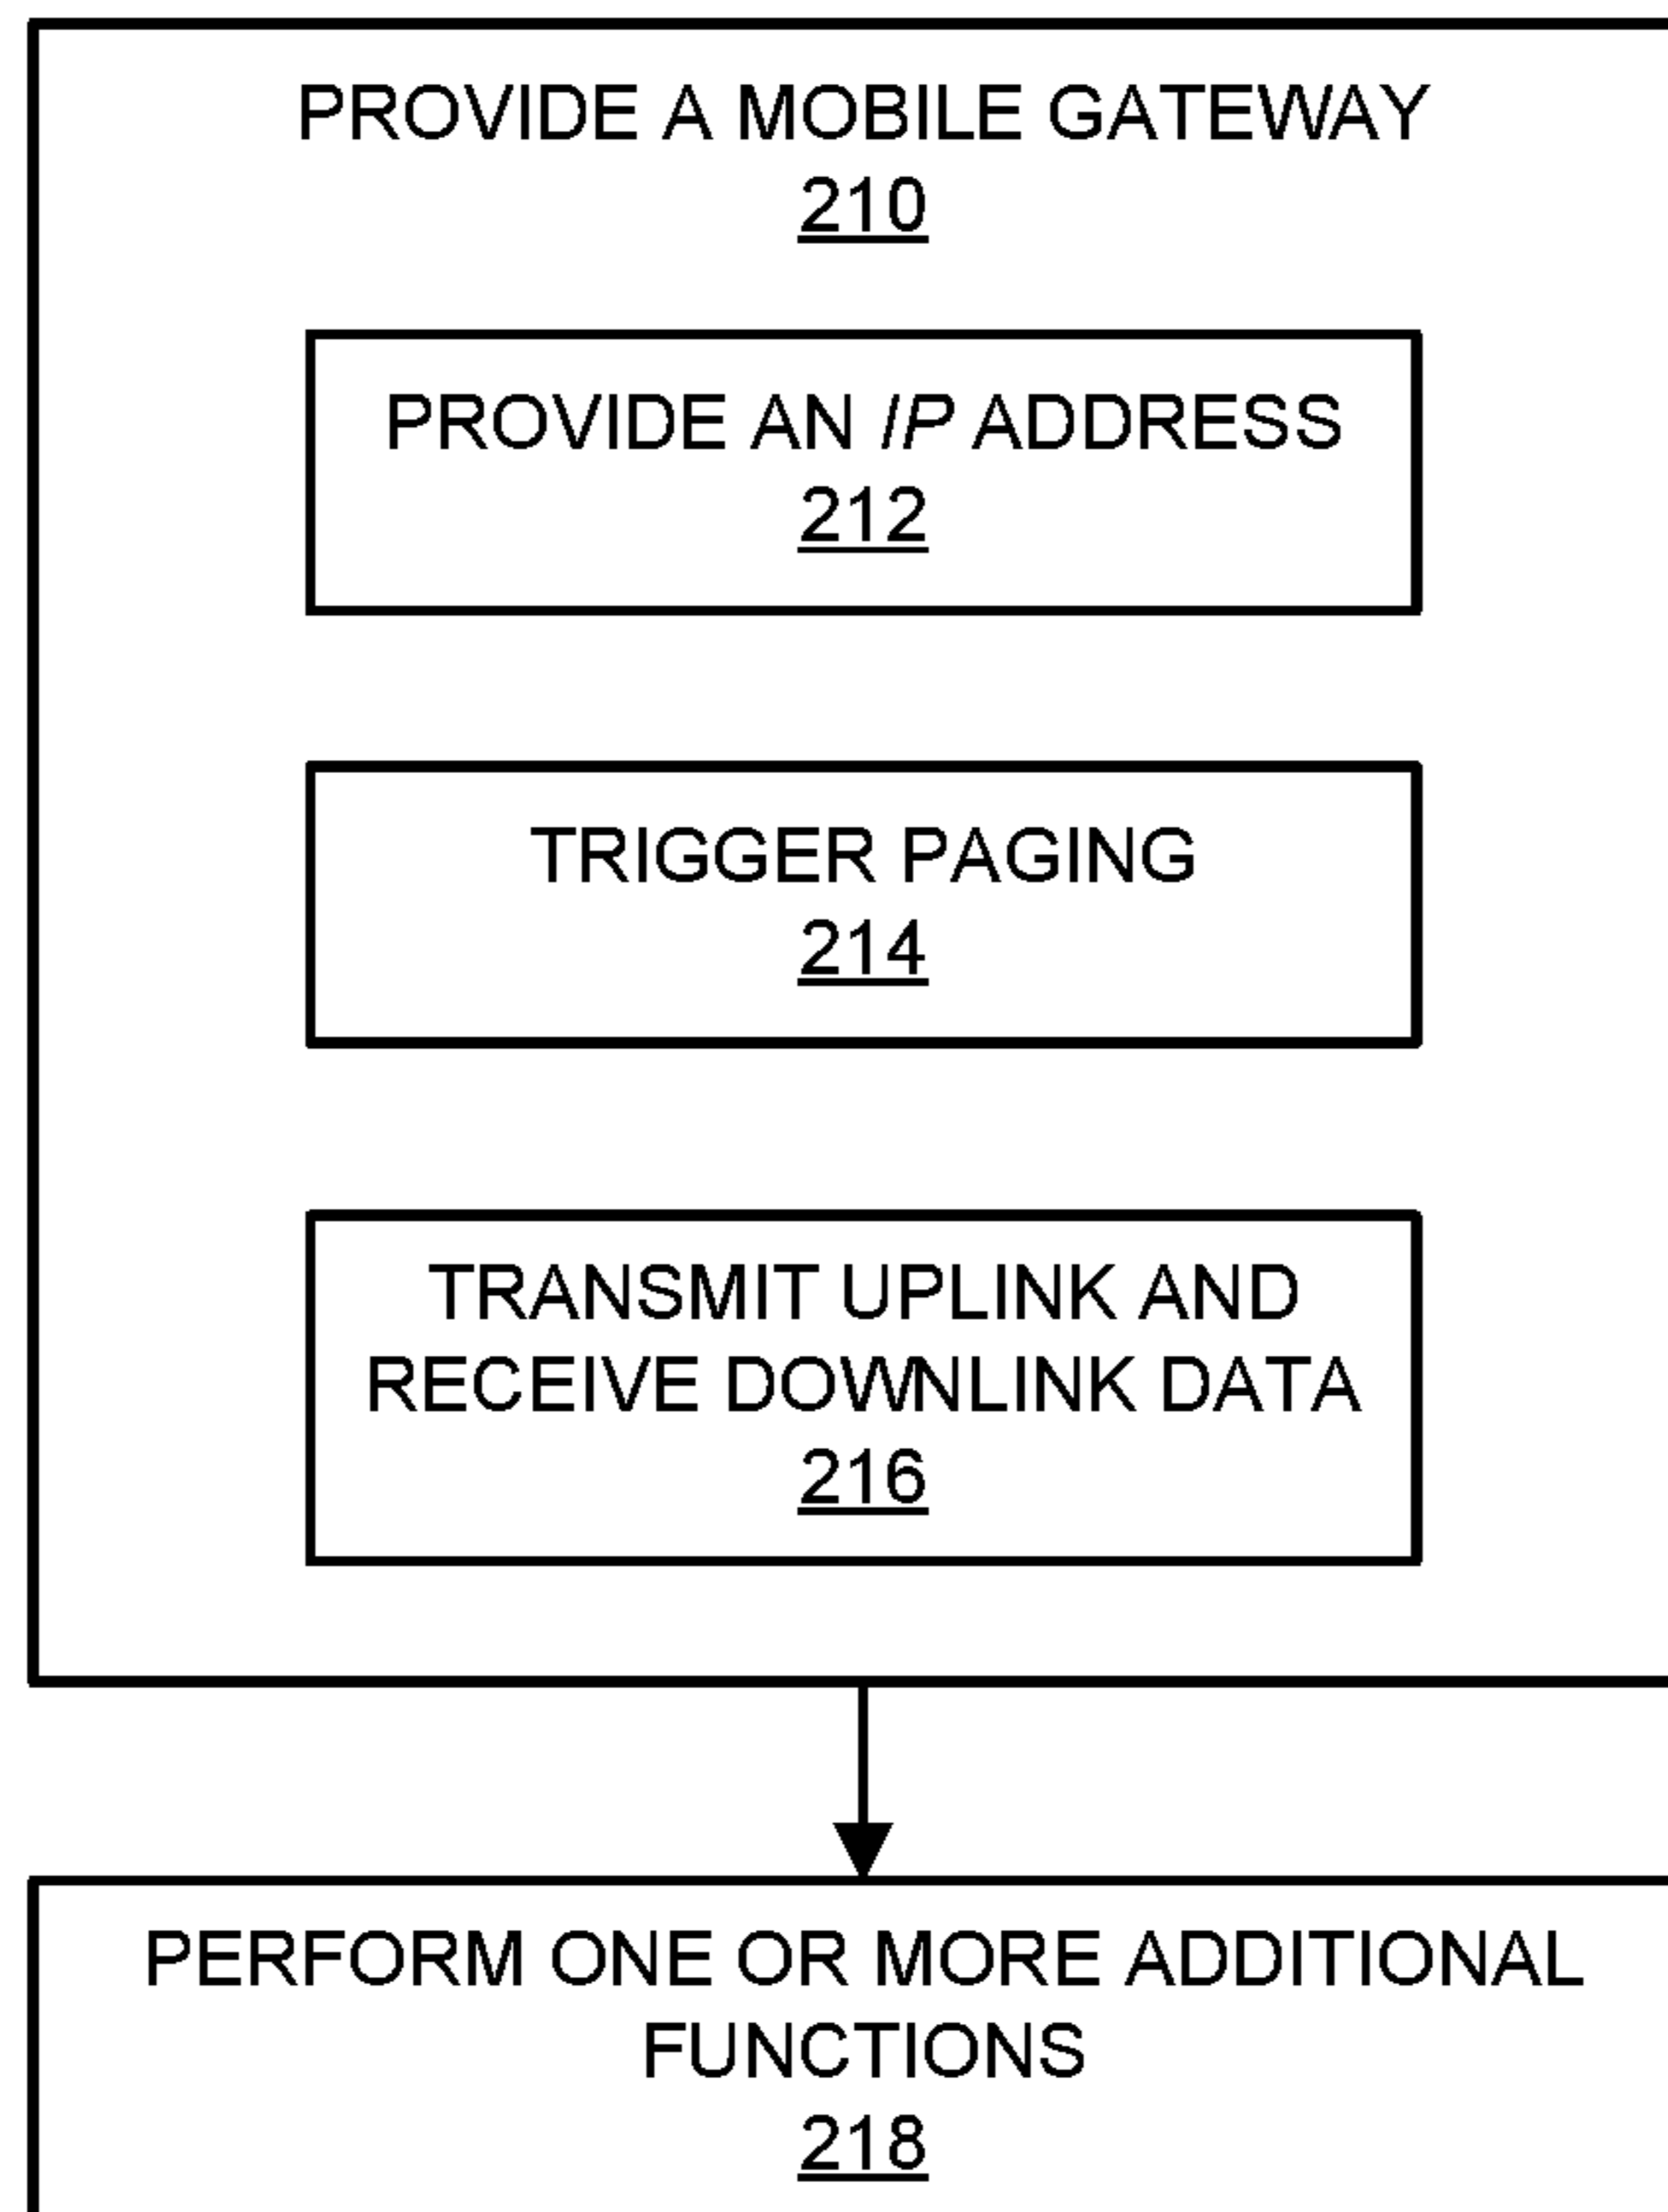 PROVIDE A MOBILE GATEWAY
210
PROVIDE AN IP ADDRESS
212
TRIGGER PAGING
214
TRANSMIT UPLINK AND
RECEIVE DOWNLINK DATA
216
PERFORM ONE OR MORE ADDITIONAL
FUNCTIONS
218